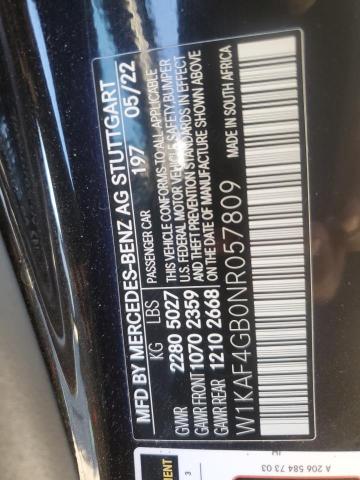 MFD BY MERCEDES-BENZ AG STUTTGART
197 05/22
PASSENGER CAR
KG LBS
GVWR 2280 5027
GAWR FRONT 1070 2359
GAWR REAR 1210 2668
THIS VEHICLE CONFORMS TO ALL APPLICABLE
U.S. FEDERAL MOTOR VEHICLE SAFETY BUMPER
AND THEFT PREVENTION STANDARDS IN EFFECT
ON THE DATE OF MANUFACTURE SHOWN ABOVE
MADE IN SOUTH AFRICA
W1KAF4GB0NR057809
A 206 584 73 03
3